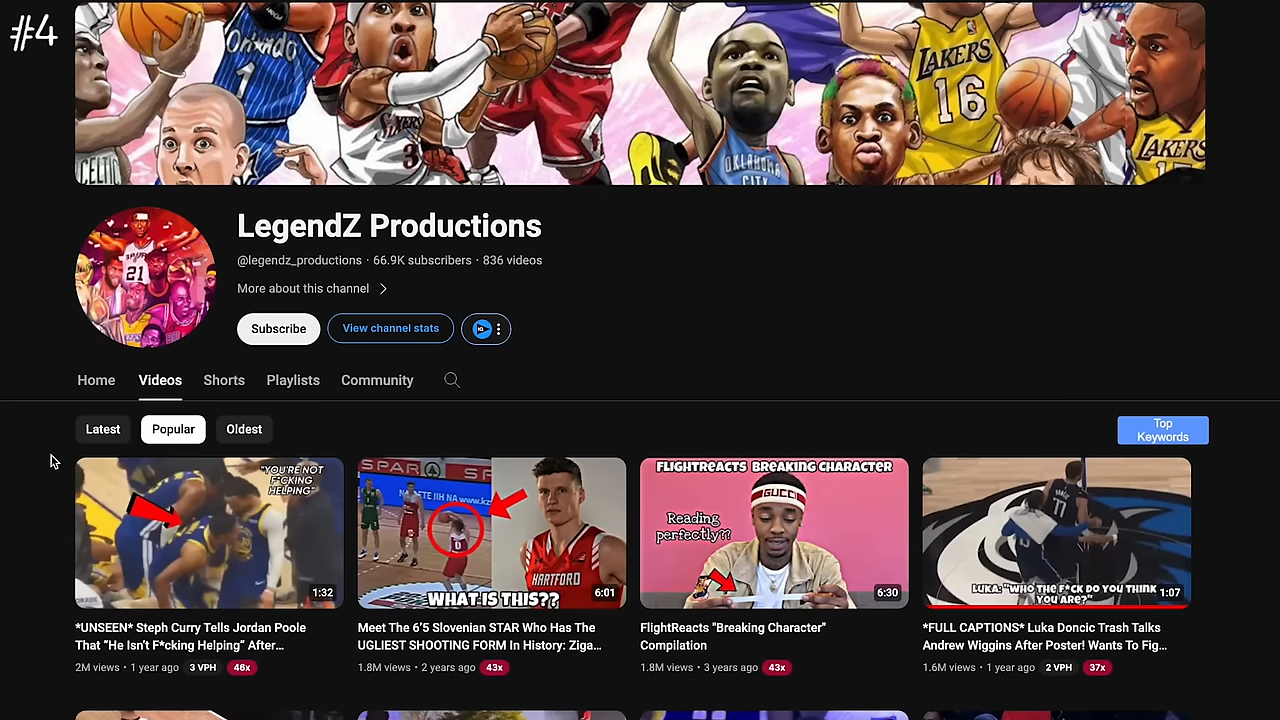 #4
Orlando
1
SIXERS
3
LAKERS
16
OKLAHOMA
CITY
LAKERS
CELTIC
21
LegendZ Productions
@legendz_productions · 66.9K subscribers · 836 videos
More about this channel >
Subscribe
View channel stats
IQ
Home Videos Shorts Playlists Community
Latest Popular Oldest
Top
Keywords
"YOU'RE NOT
F*CKING
HELPING"
1:32
SPAR SP
HARTFORD
WHAT IS THIS??
6:01
FLIGHTREACTS BREAKING CHARACTER
GUCCI
Reading
perfectly??
6:30
77
LUKA: "WHO THE F*CK DO YOU THINK
YOU ARE?"
1:07
*UNSEEN* Steph Curry Tells Jordan Poole
That "He Isn't F*cking Helping" After...
2M views · 1 year ago 3 VPH 46x
Meet The 6'5 Slovenian STAR Who Has The
UGLIEST SHOOTING FORM In History: Ziga...
1.8M views · 2 years ago 43x
FlightReacts "Breaking Character"
Compilation
1.8M views · 3 years ago 43x
*FULL CAPTIONS* Luka Doncic Trash Talks
Andrew Wiggins After Poster! Wants To Fig...
1.6M views · 1 year ago 2 VPH 37x